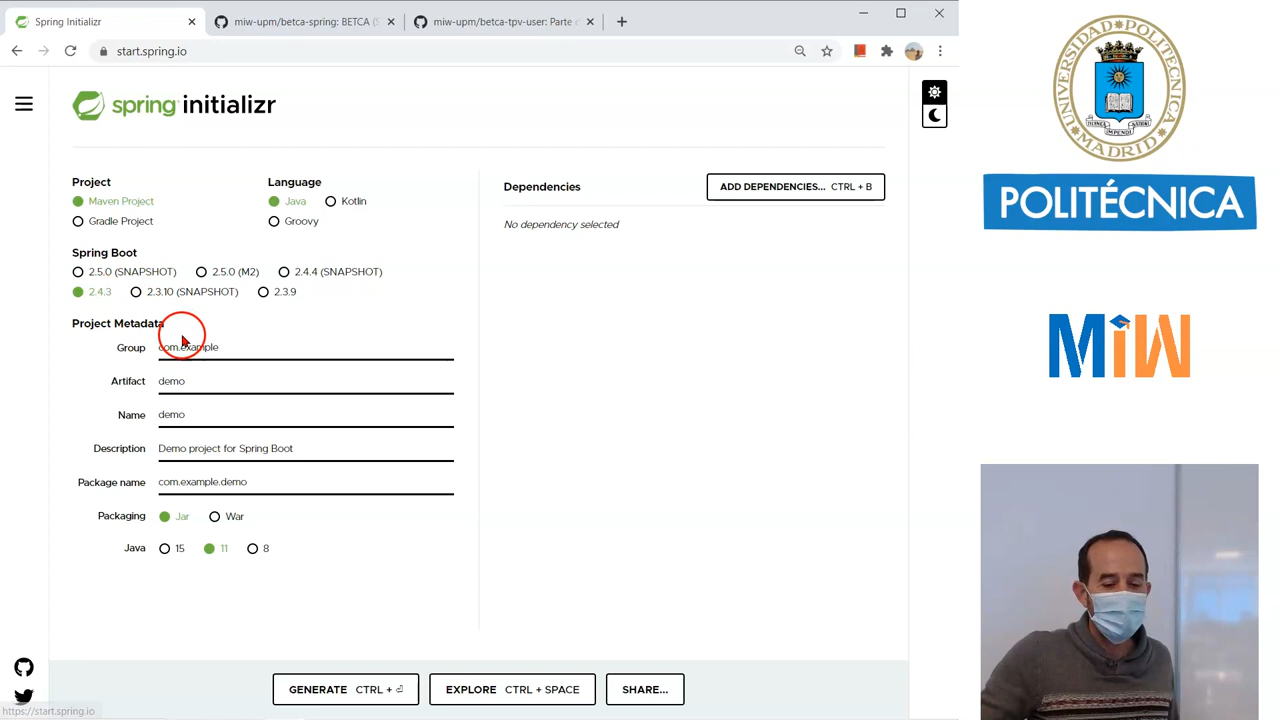 Spring Initializr
miw-upm/betca-spring: BETCA (S
miw-upm/betca-tpv-user: Parte
start.spring.io
spring initializr
Project
Maven Project
Gradle Project
Language
Java
Kotlin
Groovy
Spring Boot
2.5.0 (SNAPSHOT)
2.5.0 (M2)
2.4.4 (SNAPSHOT)
2.4.3
2.3.10 (SNAPSHOT)
2.3.9
Project Metadata
Group
com.example
Artifact
demo
Name
demo
Description
Demo project for Spring Boot
Package name
com.example.demo
Packaging
Jar
War
Java
15
11
8
Dependencies
ADD DEPENDENCIES... CTRL + B
No dependency selected
GENERATE CTRL + ⏎
EXPLORE CTRL + SPACE
SHARE...
https://start.spring.io
UNIVERSIDAD POLITÉCNICA
MADRID
POLITÉCNICA
MiW